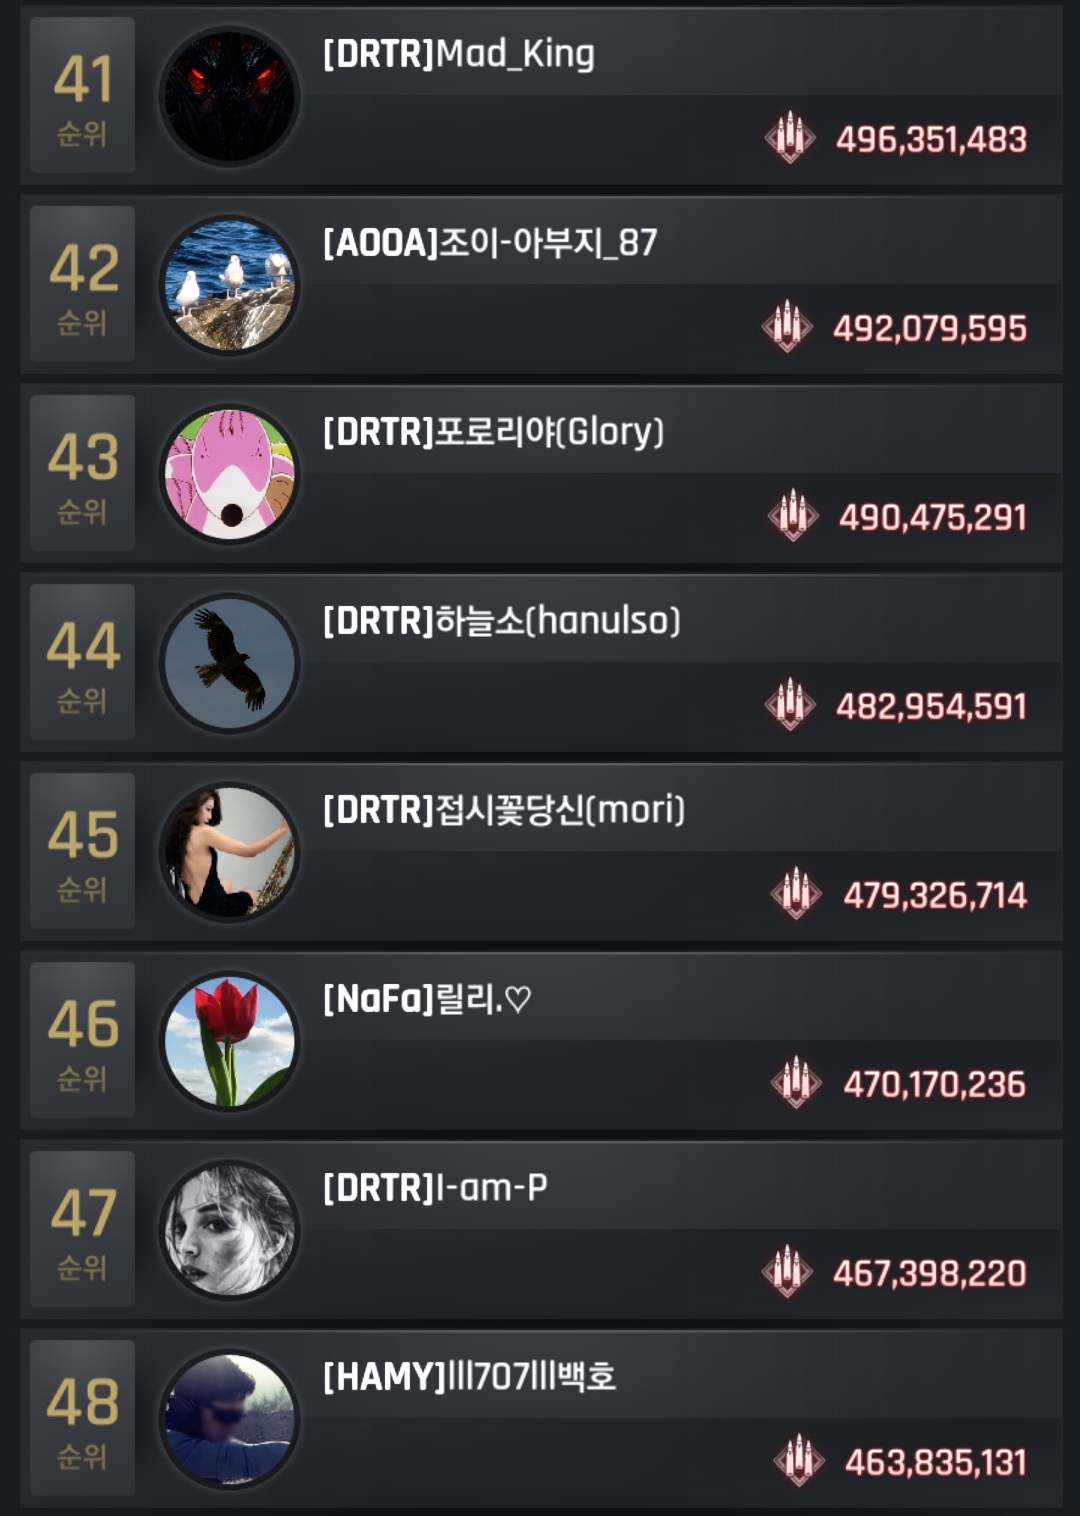 41
순위
[DRTR]Mad_King
496,351,483
42
순위
[AOOA]조이-아부지_87
492,079,595
43
순위
[DRTR]포로리야(Glory)
490,475,291
44
순위
[DRTR]하늘소(hanulso)
482,954,591
45
순위
[DRTR]접시꽃당신(mori)
479,326,714
46
순위
[NaFa]릴리.♡
470,170,236
47
순위
[DRTR]I-am-P
467,398,220
48
순위
[HAMY]lll707lll백호
463,835,131